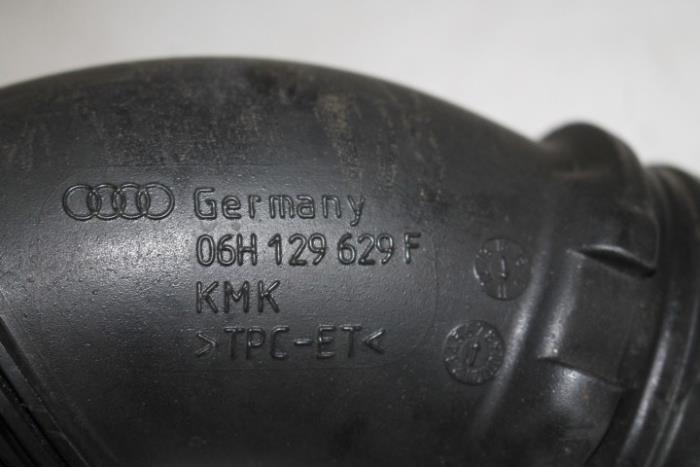 Germany
06H 129 629 F
KMK
>TPC-ET<